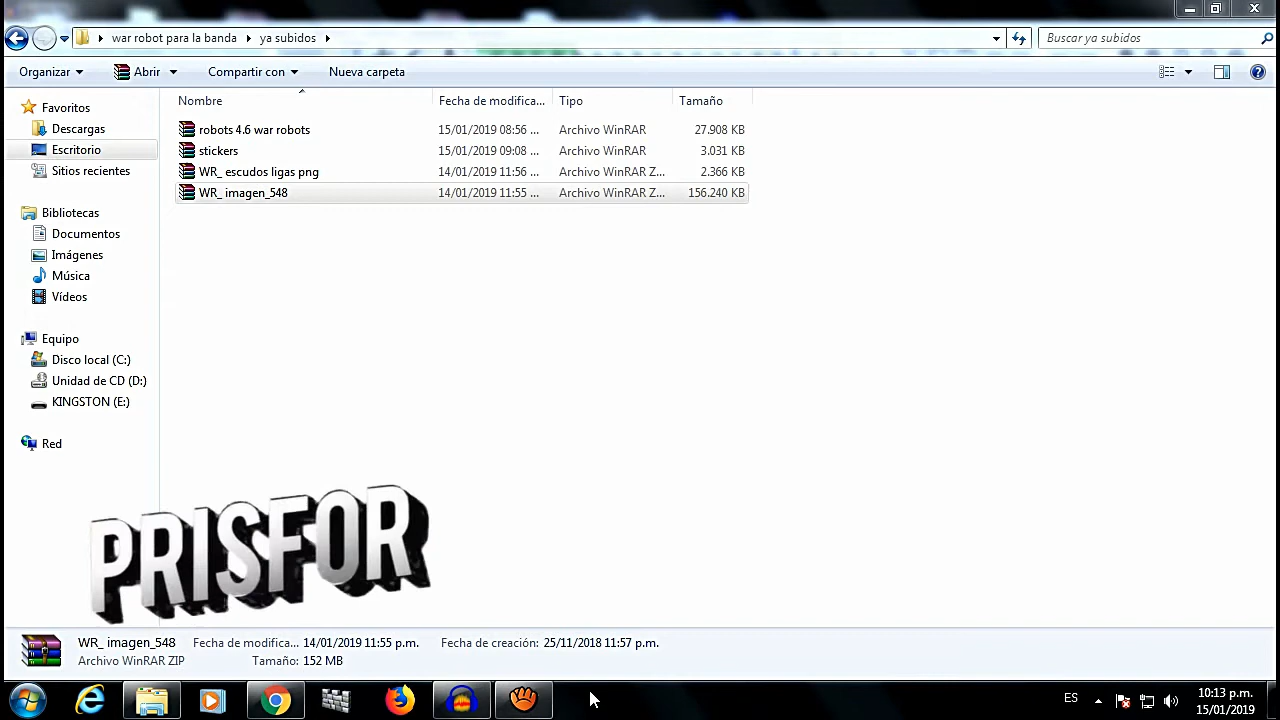 war robot para la banda ya subidos
Buscar ya subidos
Organizar Abrir Compartir con Nueva carpeta
Nombre Fecha de modifica... Tipo Tamaño
Favoritos
Descargas
Escritorio
Sitios recientes
Bibliotecas
Documentos
Imágenes
Música
Vídeos
Equipo
Disco local (C:)
Unidad de CD (D:)
KINGSTON (E:)
Red
robots 4.6 war robots 15/01/2019 08:56 ... Archivo WinRAR 27.908 KB
stickers 15/01/2019 09:08 ... Archivo WinRAR 3.031 KB
WR_ escudos ligas png 14/01/2019 11:56 ... Archivo WinRAR Z... 2.366 KB
WR_ imagen_548 14/01/2019 11:55 ... Archivo WinRAR Z... 156.240 KB
PRISFOR
WR_ imagen_548 Fecha de modifica... 14/01/2019 11:55 p.m. Fecha de creación: 25/11/2018 11:57 p.m.
Archivo WinRAR ZIP Tamaño: 152 MB
ES
10:13 p.m.
15/01/2019